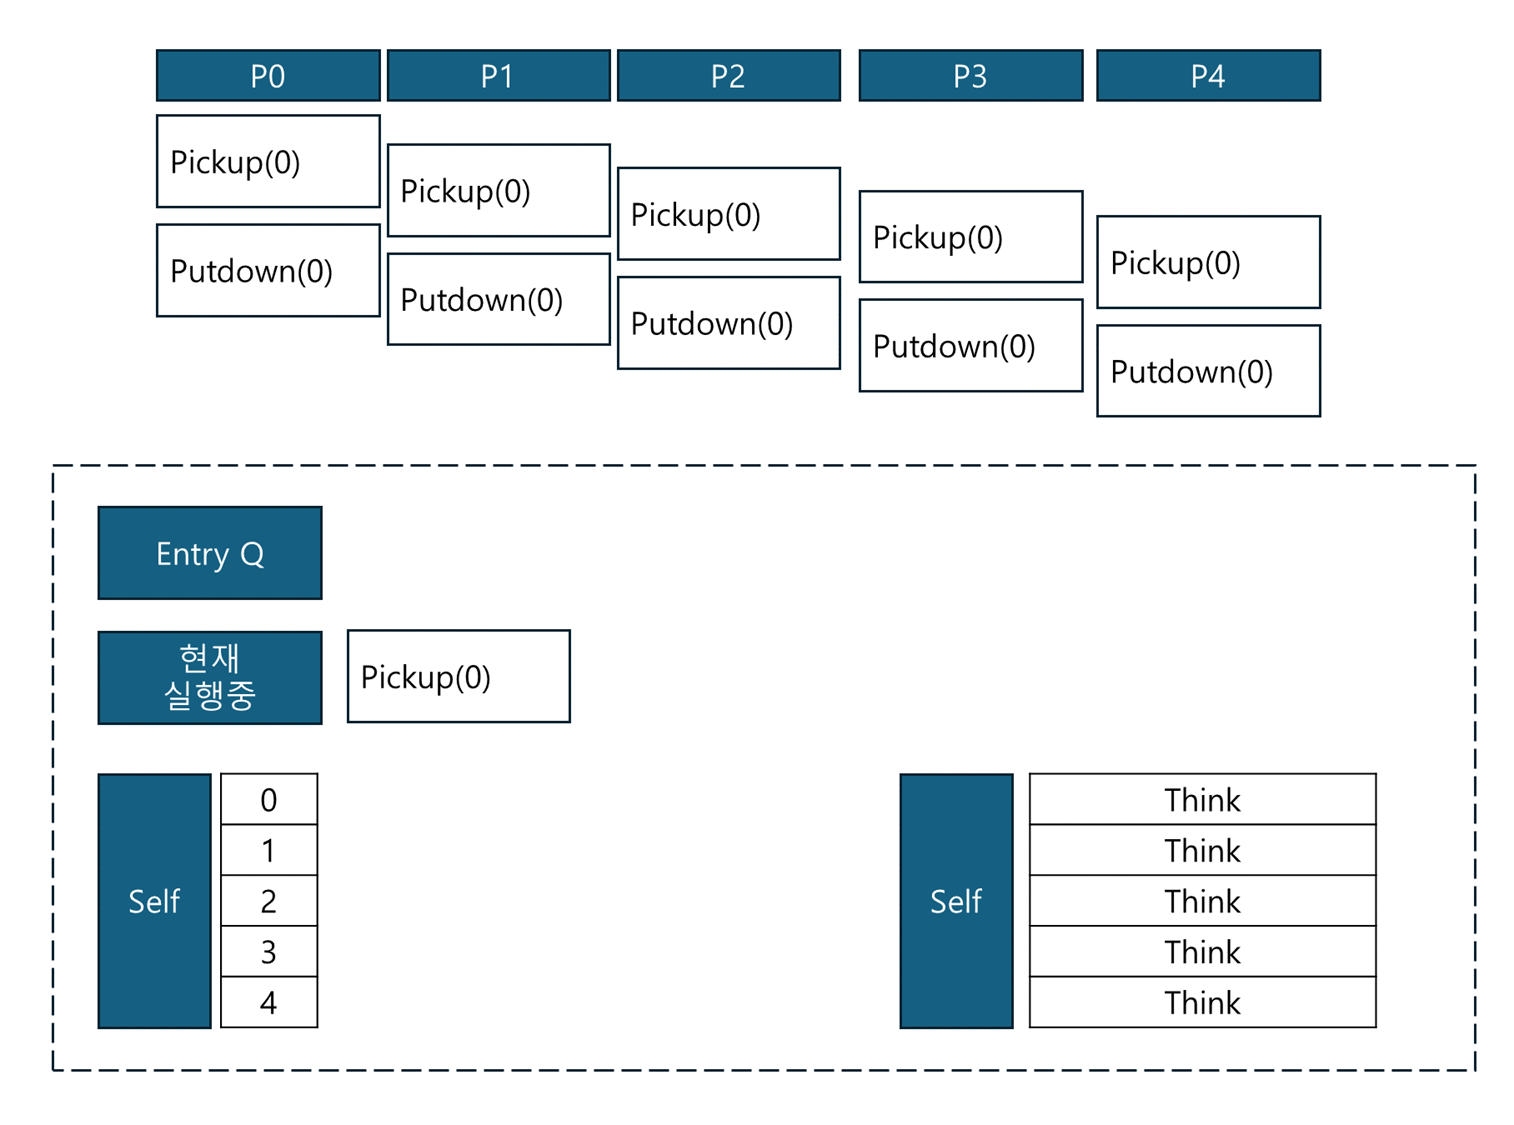 P0 P1 P2 P3 P4
Pickup(0)
Pickup(0)
Pickup(0)
Pickup(0)
Pickup(0)
Putdown(0)
Putdown(0)
Putdown(0)
Putdown(0)
Putdown(0)
Entry Q
현재
실행중
Pickup(0)
Self
0
1
2
3
4
Self
Think
Think
Think
Think
Think